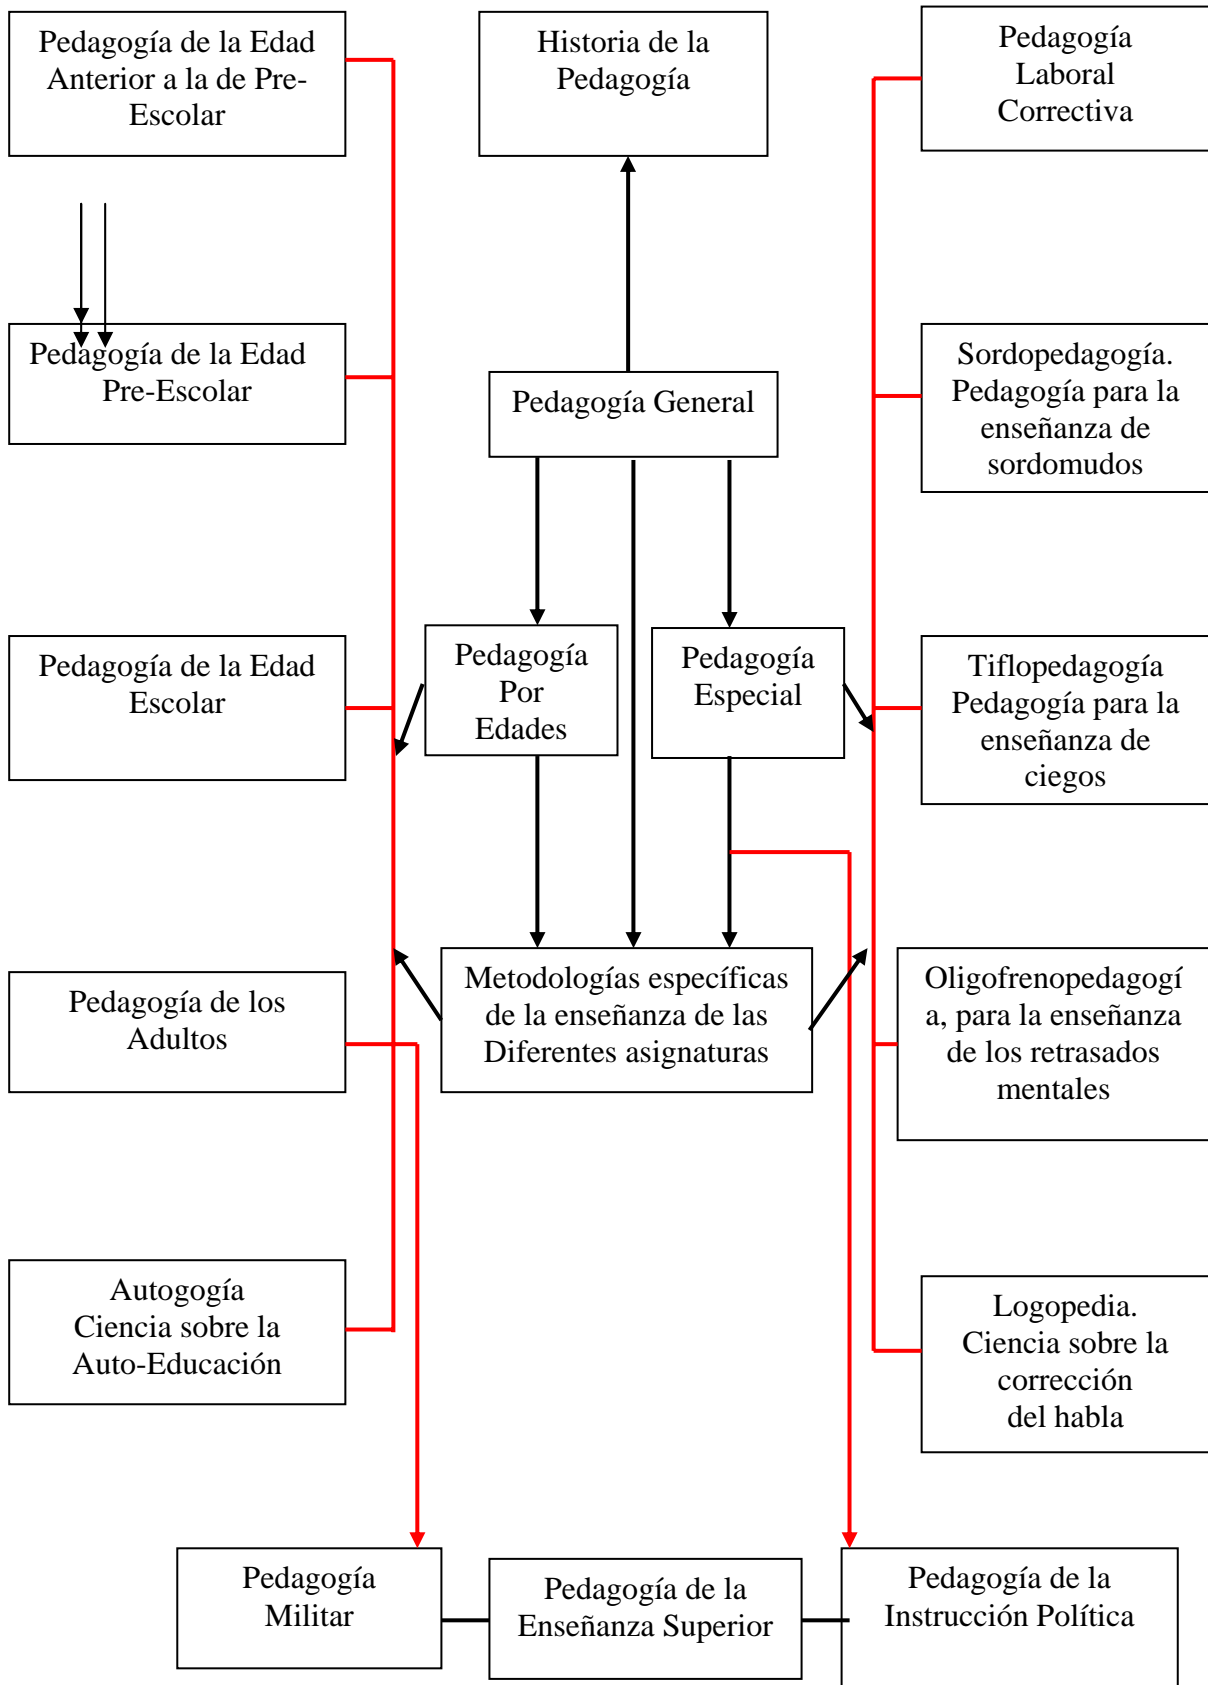 Pedagogía de la Edad
Anterior a la de Pre-
Escolar
Historia de la
Pedagogía
Pedagogía
Laboral
Correctiva
Pedagogía de la Edad
Pre-Escolar
Pedagogía General
Sordopedagogía.
Pedagogía para la
enseñanza de
sordomudos
Pedagogía de la Edad
Escolar
Pedagogía
Por
Edades
Pedagogía
Especial
Tiflopedagogía
Pedagogía para la
enseñanza de
ciegos
Pedagogía de los
Adultos
Metodologías específicas
de la enseñanza de las
Diferentes asignaturas
Oligofrenopedagogí
a, para la enseñanza
de los retrasados
mentales
Autogogía
Ciencia sobre la
Auto-Educación
Logopedia.
Ciencia sobre la
corrección
del habla
Pedagogía
Militar
Pedagogía de la
Enseñanza Superior
Pedagogía de la
Instrucción Política